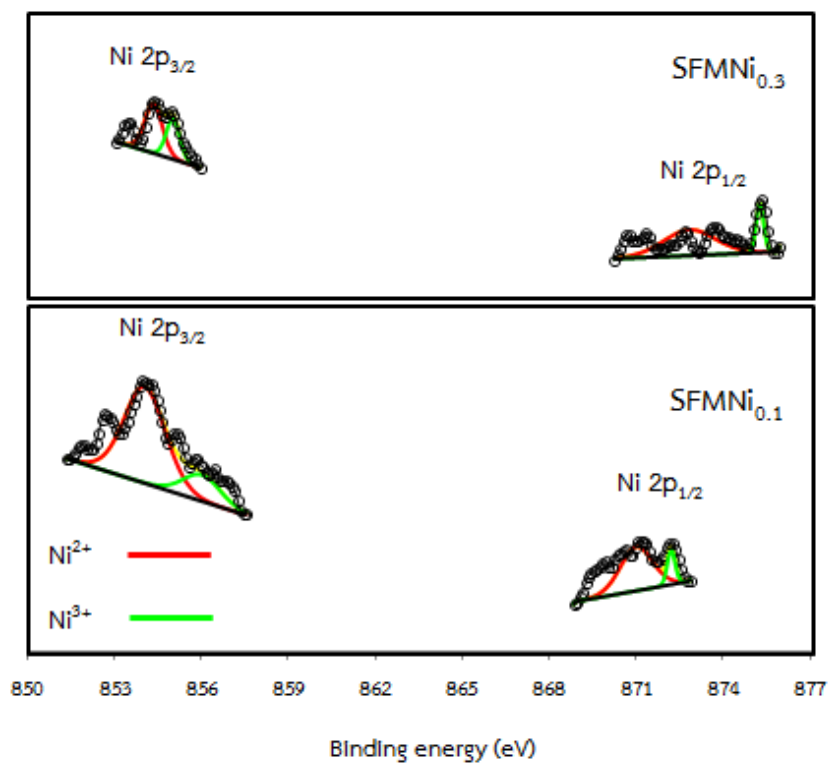 Ni 2p3/2
SFMNi0.3
Ni 2p1/2
Ni 2p3/2
SFMNi0.1
Ni 2p1/2
Ni2+
Ni3+
850 853 856 859 862 865 868 871 874 877
Binding energy (eV)